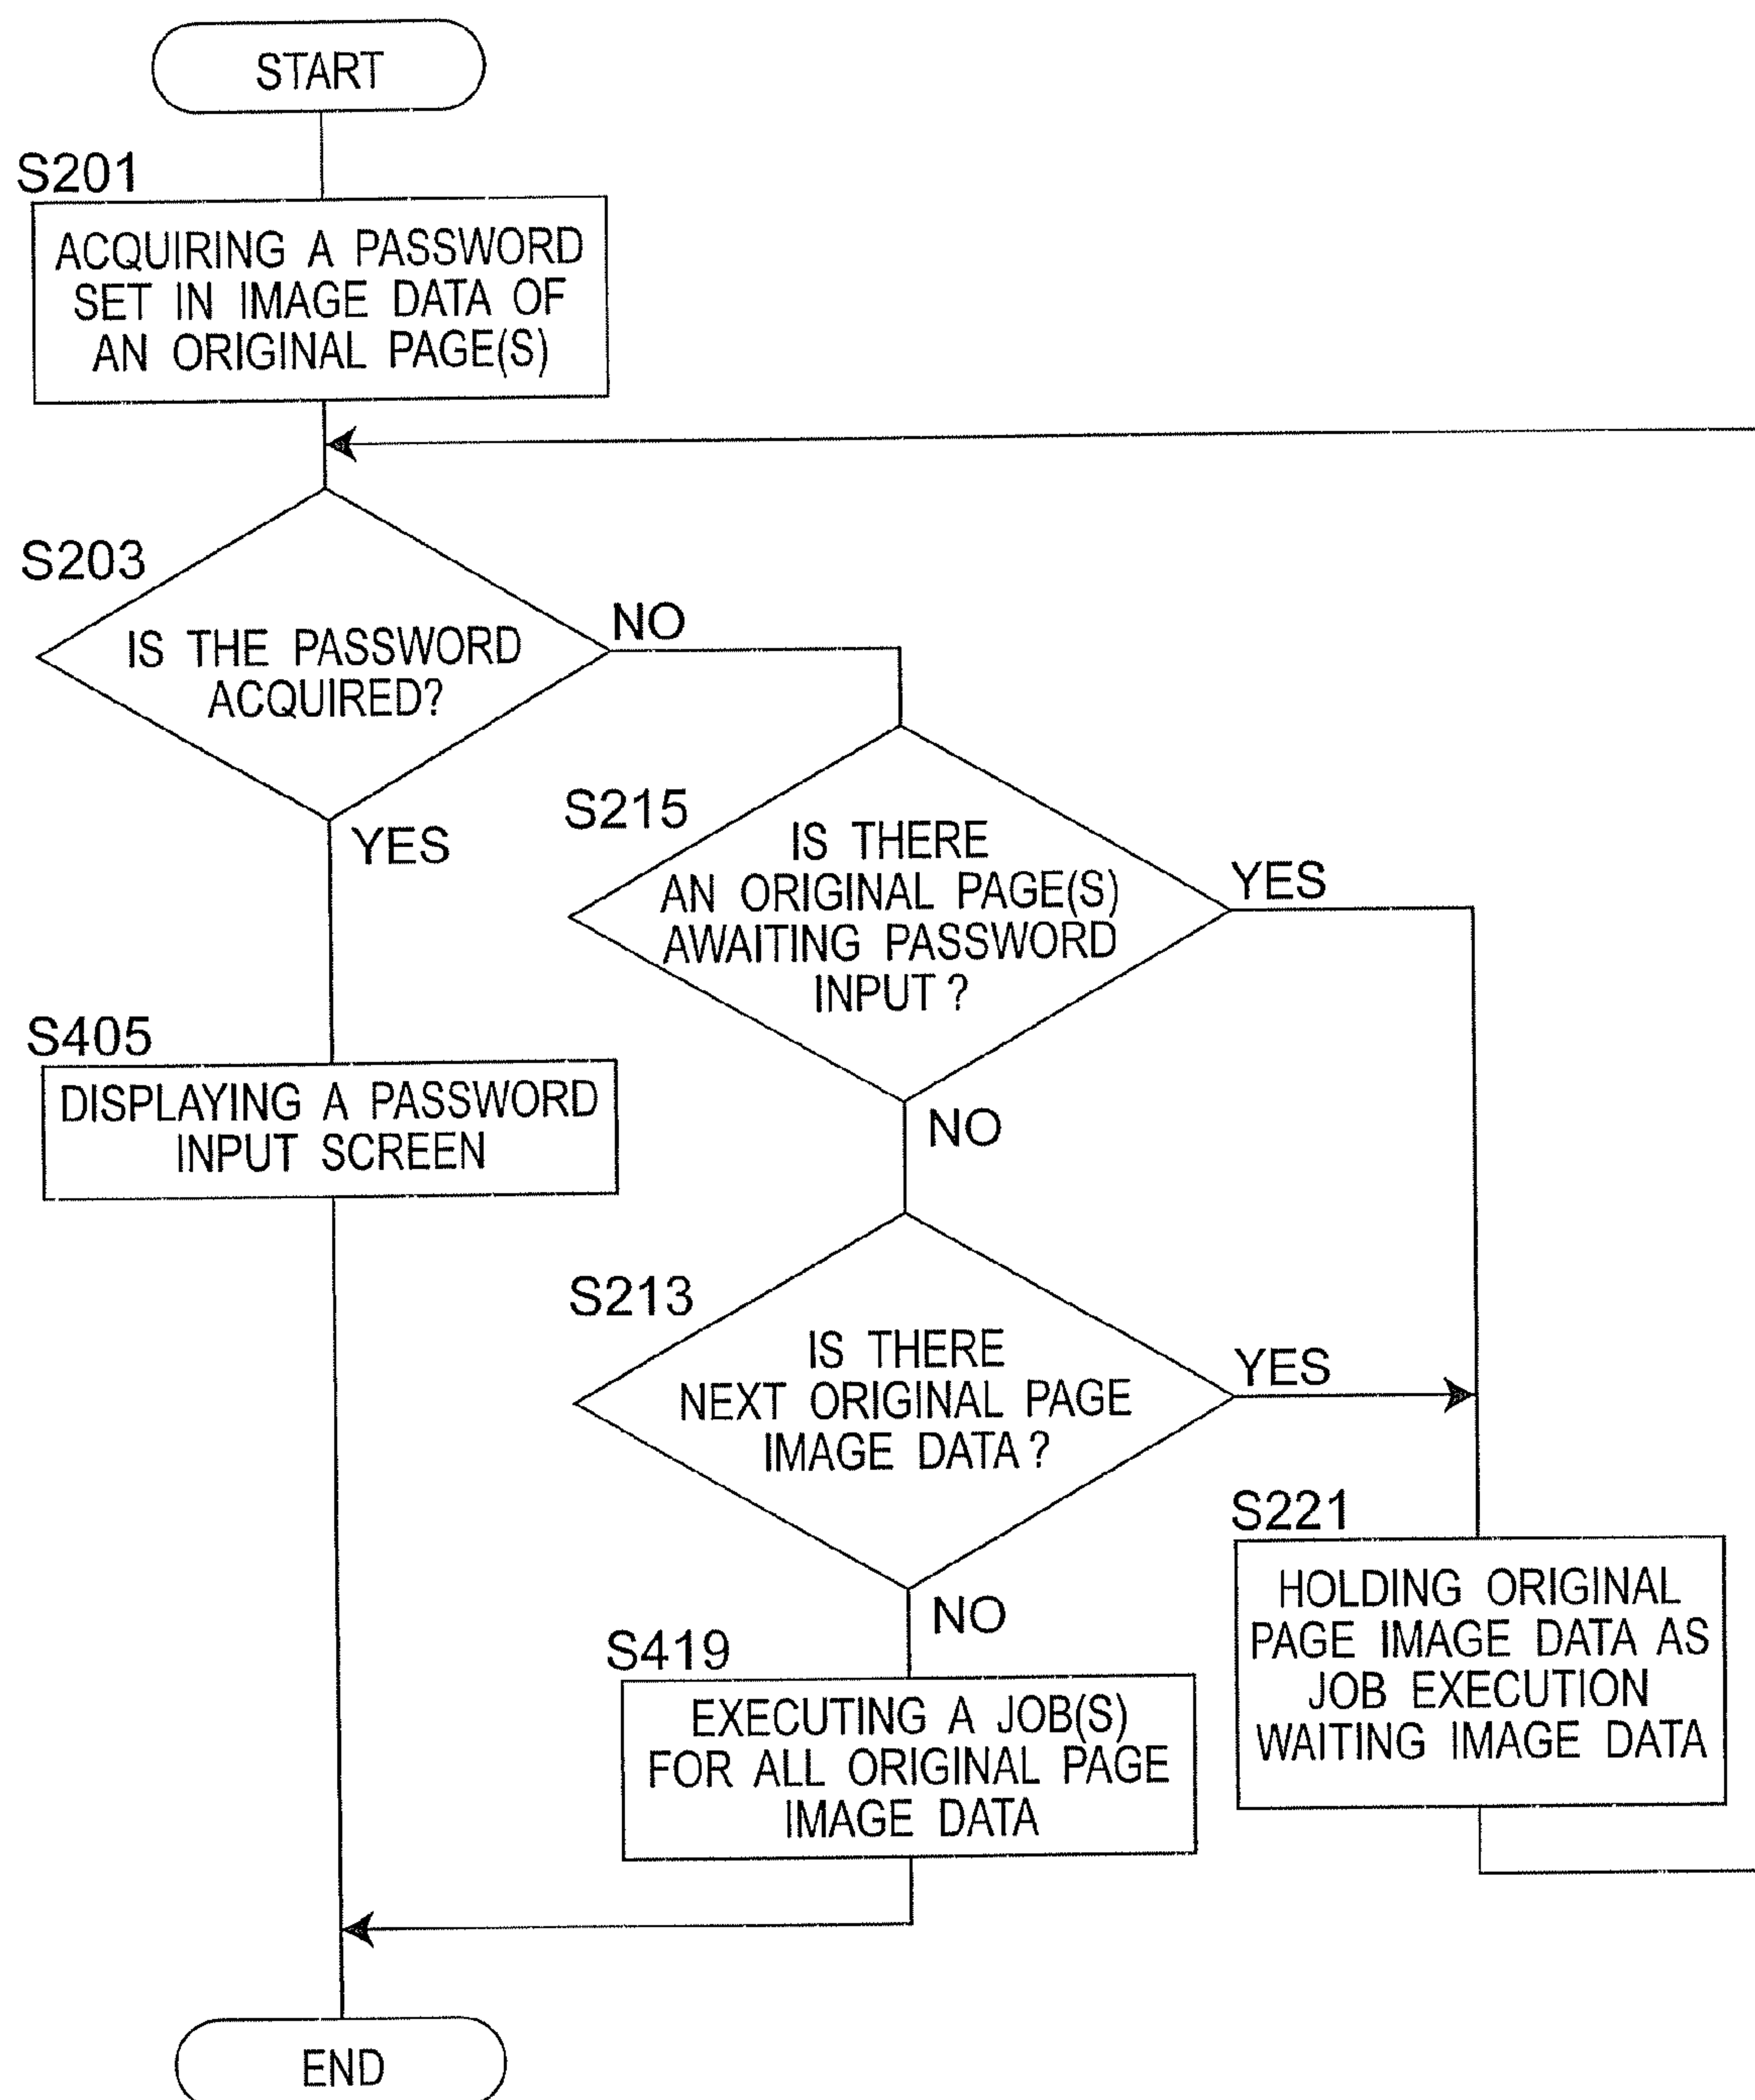 START
S201
ACQUIRING A PASSWORD
SET IN IMAGE DATA OF
AN ORIGINAL PAGE(S)
S203
IS THE PASSWORD
ACQUIRED?
NO
YES
S215
IS THERE
AN ORIGINAL PAGE(S)
AWAITING PASSWORD
INPUT ?
YES
NO
S405
DISPLAYING A PASSWORD
INPUT SCREEN
S213
IS THERE
NEXT ORIGINAL PAGE
IMAGE DATA ?
YES
NO
S221
HOLDING ORIGINAL
PAGE IMAGE DATA AS
JOB EXECUTION
WAITING IMAGE DATA
S419
EXECUTING A JOB(S)
FOR ALL ORIGINAL PAGE
IMAGE DATA
END